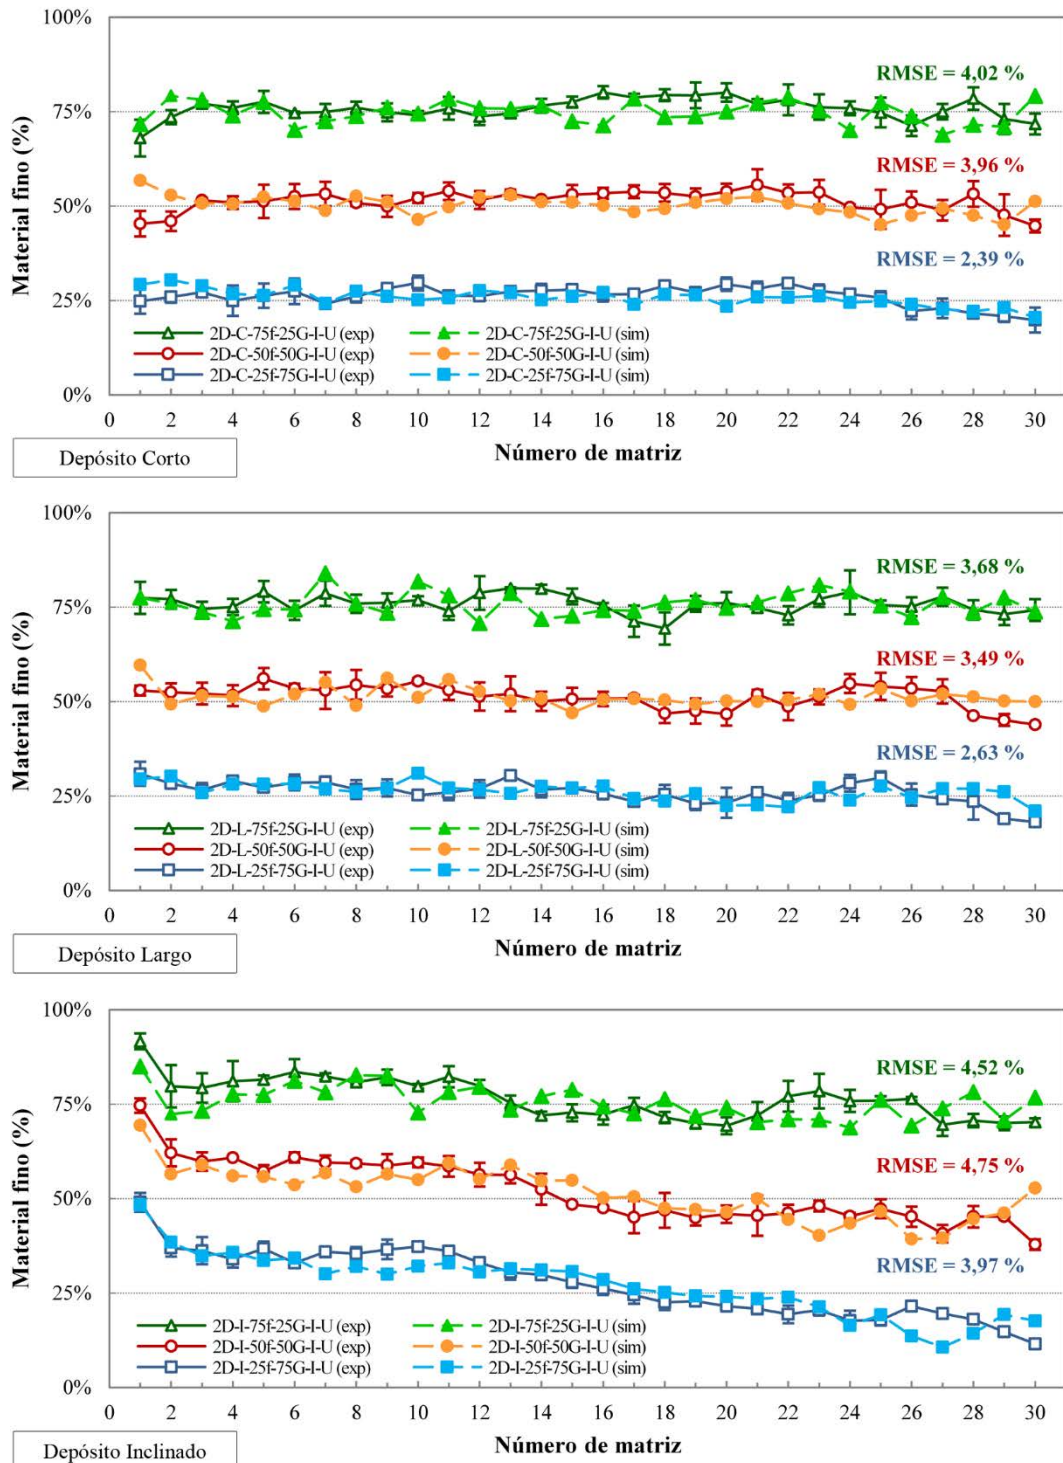 100%
RMSE = 4,02 %
75%
RMSE = 3,96 %
50%
RMSE = 2,39 %
25%
2D-C-75f-25G-I-U (exp) 2D-C-75f-25G-I-U (sim)
2D-C-50f-50G-I-U (exp) 2D-C-50f-50G-I-U (sim)
2D-C-25f-75G-I-U (exp) 2D-C-25f-75G-I-U (sim)
0%
Material fino (%)
0 2 4 6 8 10 12 14 16 18 20 22 24 26 28 30
Número de matriz
Depósito Corto
100%
RMSE = 3,68 %
75%
RMSE = 3,49 %
50%
RMSE = 2,63 %
25%
2D-L-75f-25G-I-U (exp) 2D-L-75f-25G-I-U (sim)
2D-L-50f-50G-I-U (exp) 2D-L-50f-50G-I-U (sim)
2D-L-25f-75G-I-U (exp) 2D-L-25f-75G-I-U (sim)
0%
Material fino (%)
0 2 4 6 8 10 12 14 16 18 20 22 24 26 28 30
Número de matriz
Depósito Largo
100%
RMSE = 4,52 %
75%
RMSE = 4,75 %
50%
RMSE = 3,97 %
25%
2D-I-75f-25G-I-U (exp) 2D-I-75f-25G-I-U (sim)
2D-I-50f-50G-I-U (exp) 2D-I-50f-50G-I-U (sim)
2D-I-25f-75G-I-U (exp) 2D-I-25f-75G-I-U (sim)
0%
Material fino (%)
0 2 4 6 8 10 12 14 16 18 20 22 24 26 28 30
Número de matriz
Depósito Inclinado